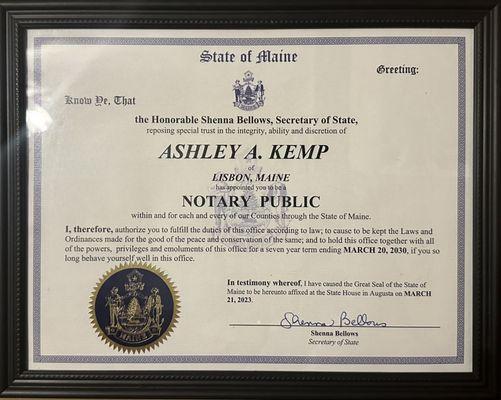 State of Maine
Greeting:
Know Ye, That
the Honorable Shenna Bellows, Secretary of State,
reposing special trust in the integrity, ability and discretion of
ASHLEY A. KEMP
of
LISBON, MAINE
has appointed you to be a
NOTARY PUBLIC
within and for each and every of our Counties through the State of Maine.
I, therefore, authorize you to fulfill the duties of this office according to law; to cause to be kept the Laws and
Ordinances made for the good of the peace and conservation of the same; and to hold this office together with all
of the powers, privileges and emoluments of this office for a seven year term ending MARCH 20, 2030, if you so
long behave yourself well in this office.
In testimony whereof, I have caused the Great Seal of the State of
Maine to be hereunto affixed at the State House in Augusta on MARCH
21, 2023.
Shenna Bellows
Shenna Bellows
Secretary of State
MAINE